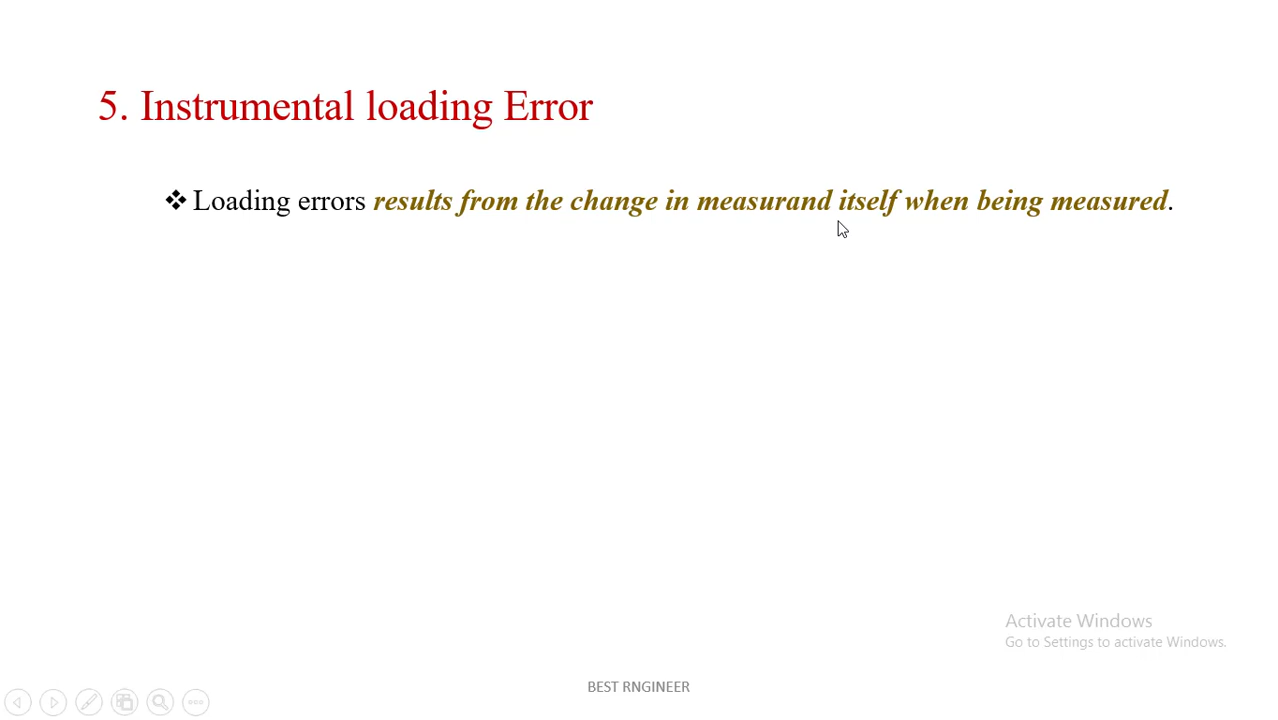 5. Instrumental loading Error
❖ Loading errors results from the change in measurand itself when being measured.
Activate Windows
Go to Settings to activate Windows.
BEST RNGINEER